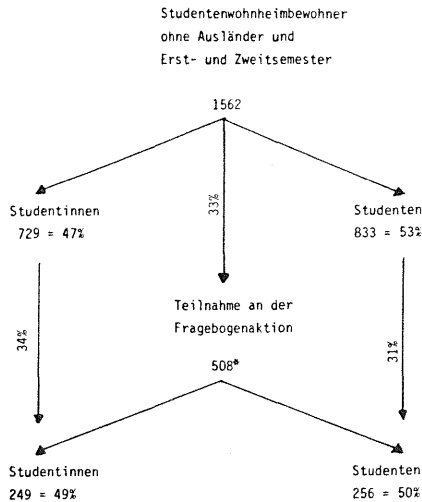 Studentenwohnheimbewohner
ohne Ausländer und
Erst- und Zweitsemester
1562
33%
Studentinnen
729 = 47%
Studenten
833 = 53%
34%
31%
Teilnahme an der
Fragebogenaktion
508*
Studentinnen
249 = 49%
Studenten
256 = 50%